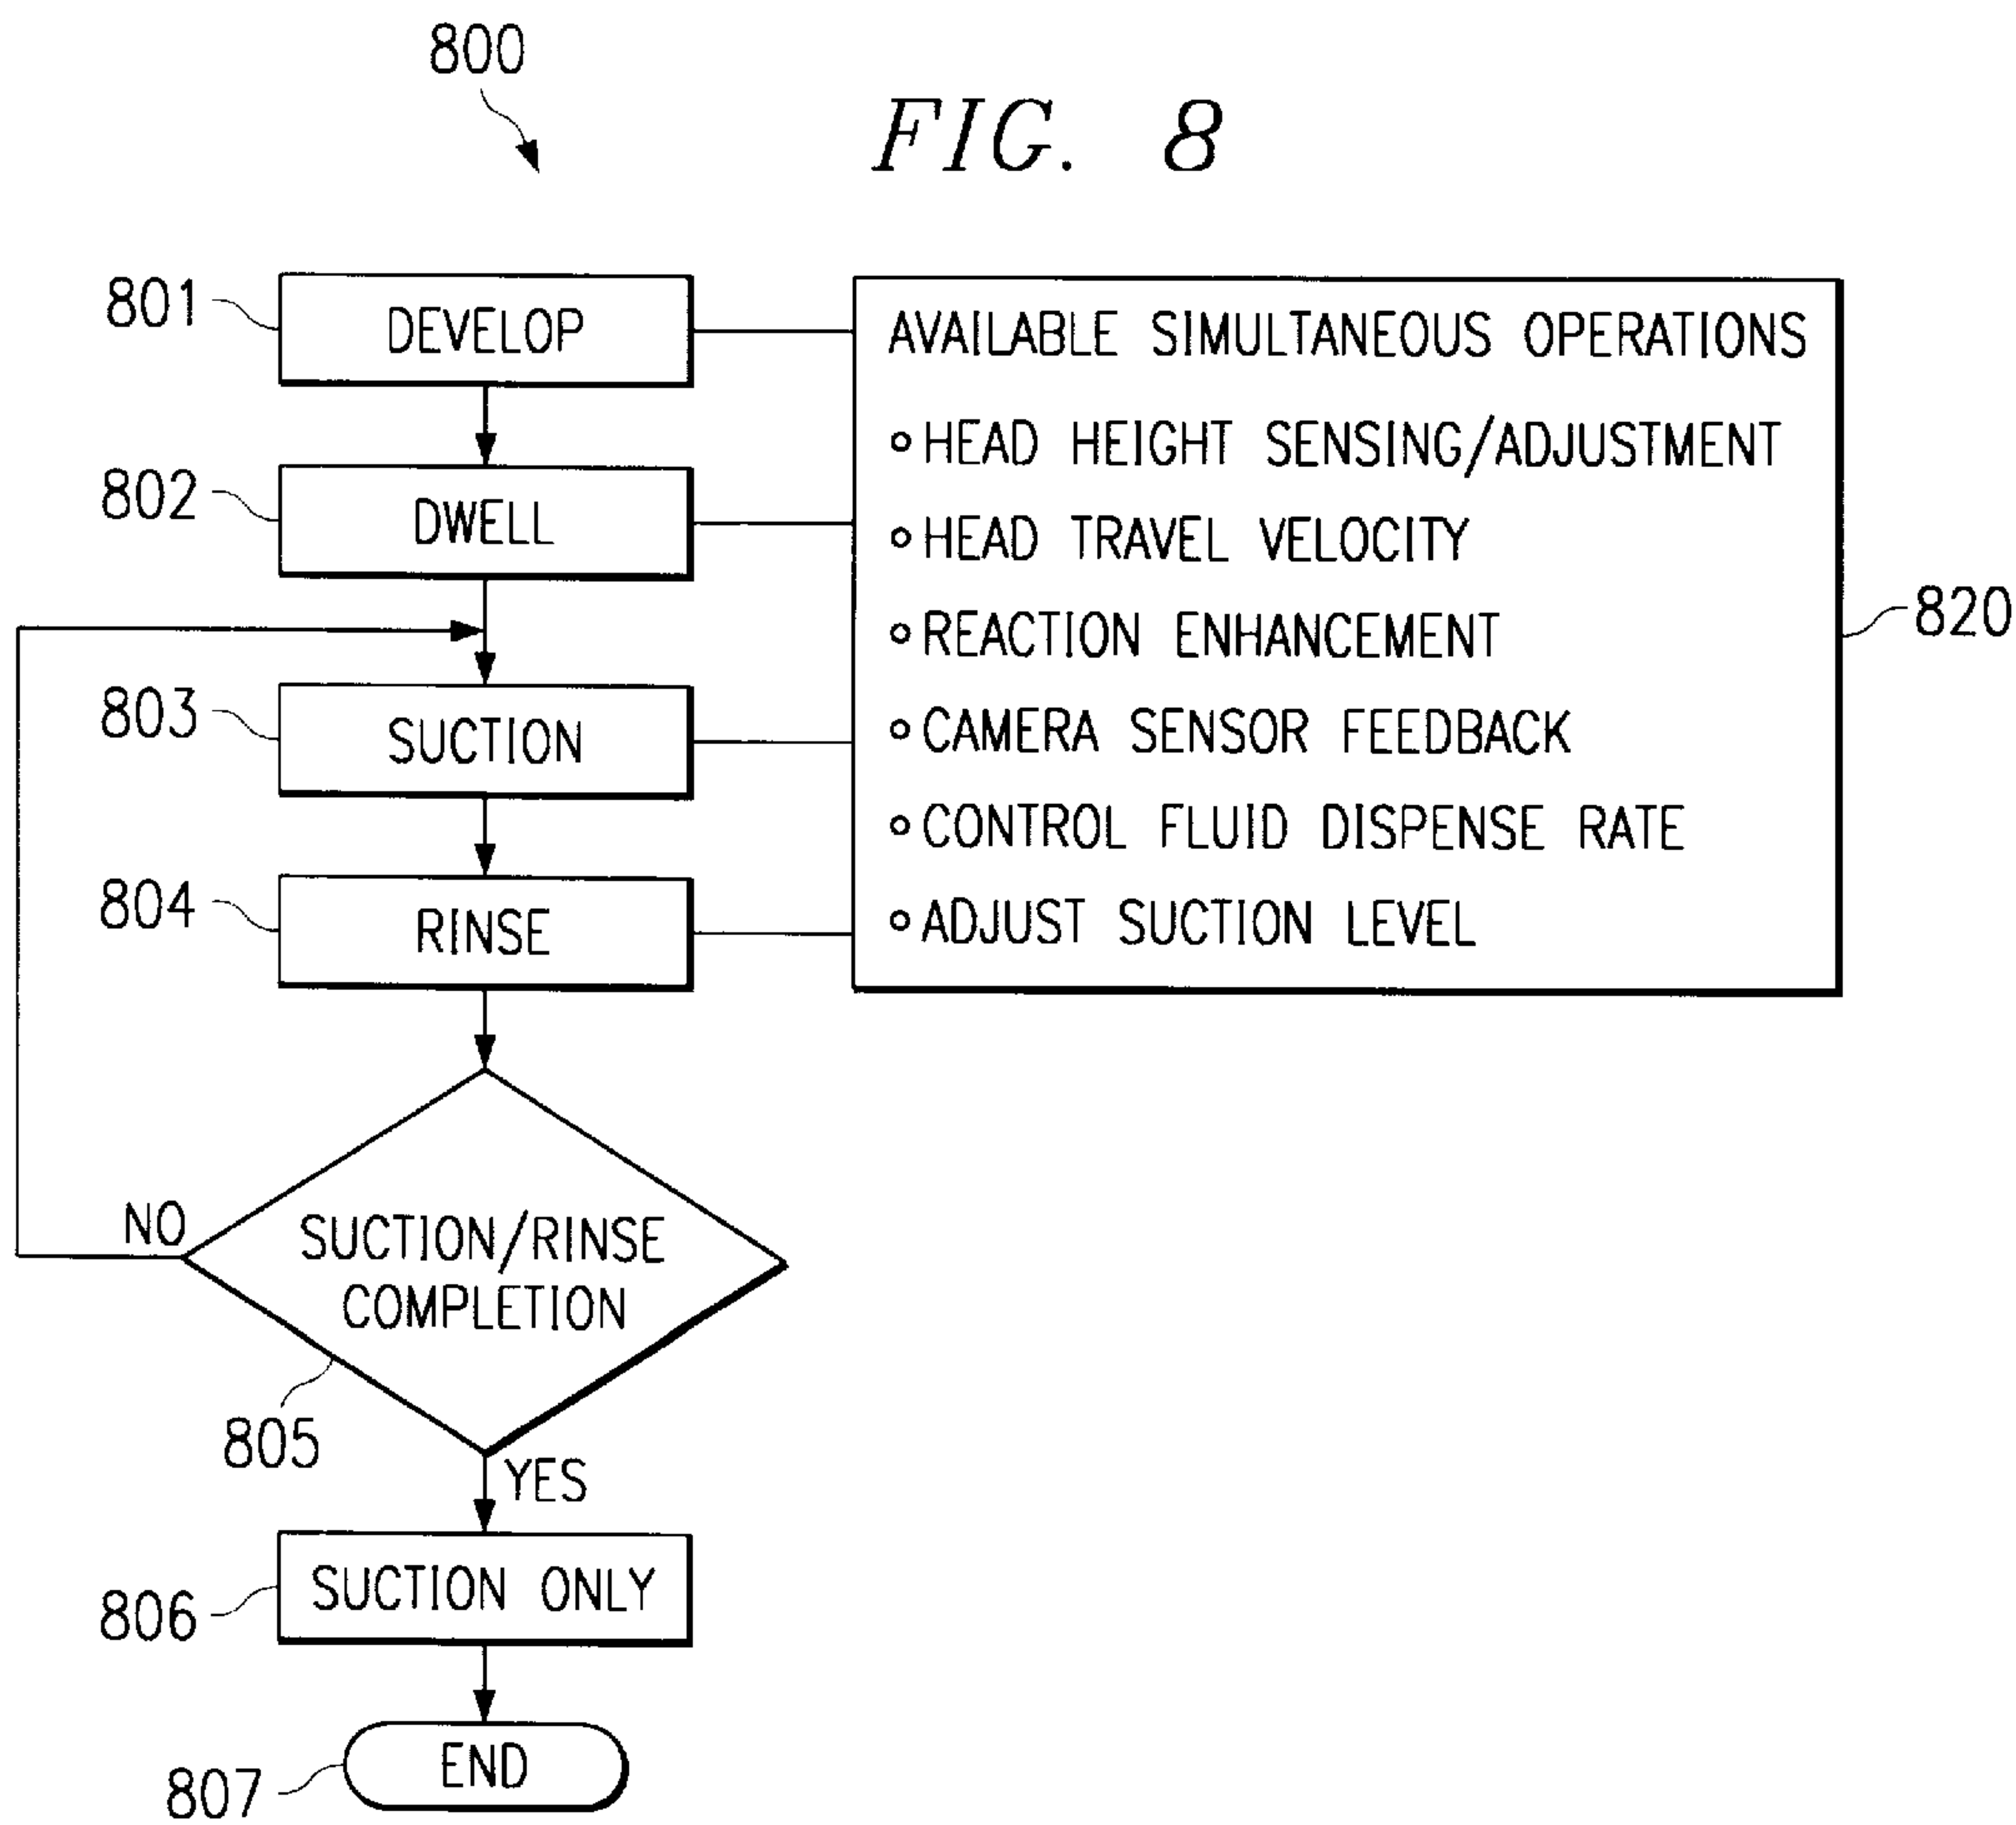 800
FIG. 8
801
DEVELOP
802
DWELL
803
SUCTION
804
RINSE
AVAILABLE SIMULTANEOUS OPERATIONS
∘HEAD HEIGHT SENSING/ADJUSTMENT
∘HEAD TRAVEL VELOCITY
∘REACTION ENHANCEMENT
∘CAMERA SENSOR FEEDBACK
∘CONTROL FLUID DISPENSE RATE
∘ADJUST SUCTION LEVEL
820
NO
SUCTION/RINSE
COMPLETION
805
YES
SUCTION ONLY
806
END
807